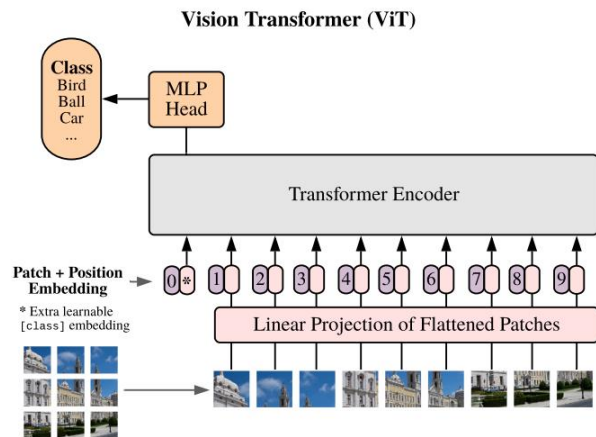 Vision Transformer (ViT)
Class
Bird
Ball
Car
...
MLP
Head
Transformer Encoder
Patch + Position
Embedding
0 * 1 2 3 4 5 6 7 8 9
* Extra learnable
[class] embedding
Linear Projection of Flattened Patches